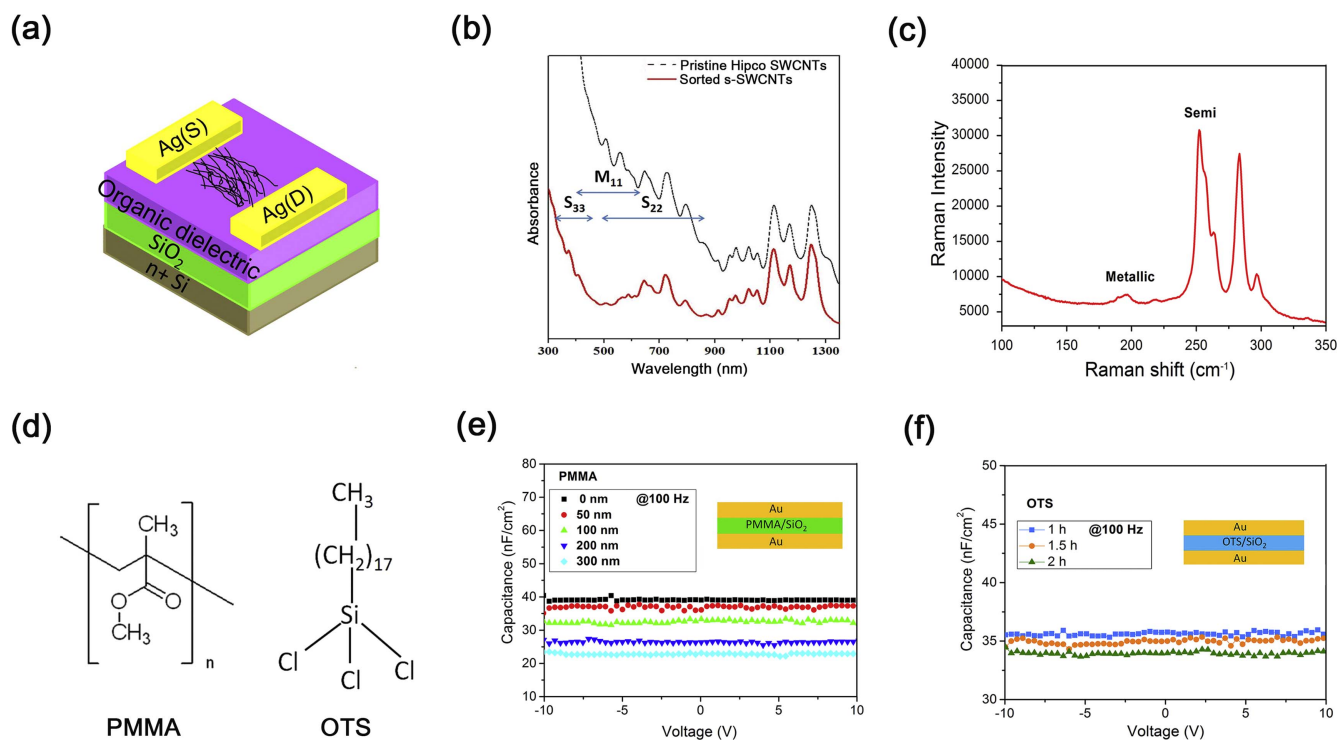 (a)
Ag(S)
Ag(D)
Organic dielectric
SiO₂
n+ Si
(b)
Pristine Hipco SWCNTs
Sorted s-SWCNTs
M₁₁
S₃₃
S₂₂
Absorbance
300 500 700 900 1100 1300
Wavelength (nm)
(c)
40000
35000
30000
25000
20000
15000
10000
5000
Raman Intensity
Semi
Metallic
100 150 200 250 300 350
Raman shift (cm⁻¹)
(d)
CH₃
O
O
CH₃
n
PMMA
CH₃
(CH₂)₁₇
Si
Cl
Cl
Cl
OTS
(e)
80
70
60
50
40
30
20
10
Capacitance (nF/cm²)
PMMA
0 nm @100 Hz
50 nm
100 nm
200 nm
300 nm
Au
PMMA/SiO₂
Au
-10 -5 0 5 10
Voltage (V)
(f)
50
45
40
35
30
Capacitance (nF/cm²)
OTS
1 h @100 Hz
1.5 h
2 h
Au
OTS/SiO₂
Au
-10 -5 0 5 10
Voltage (V)